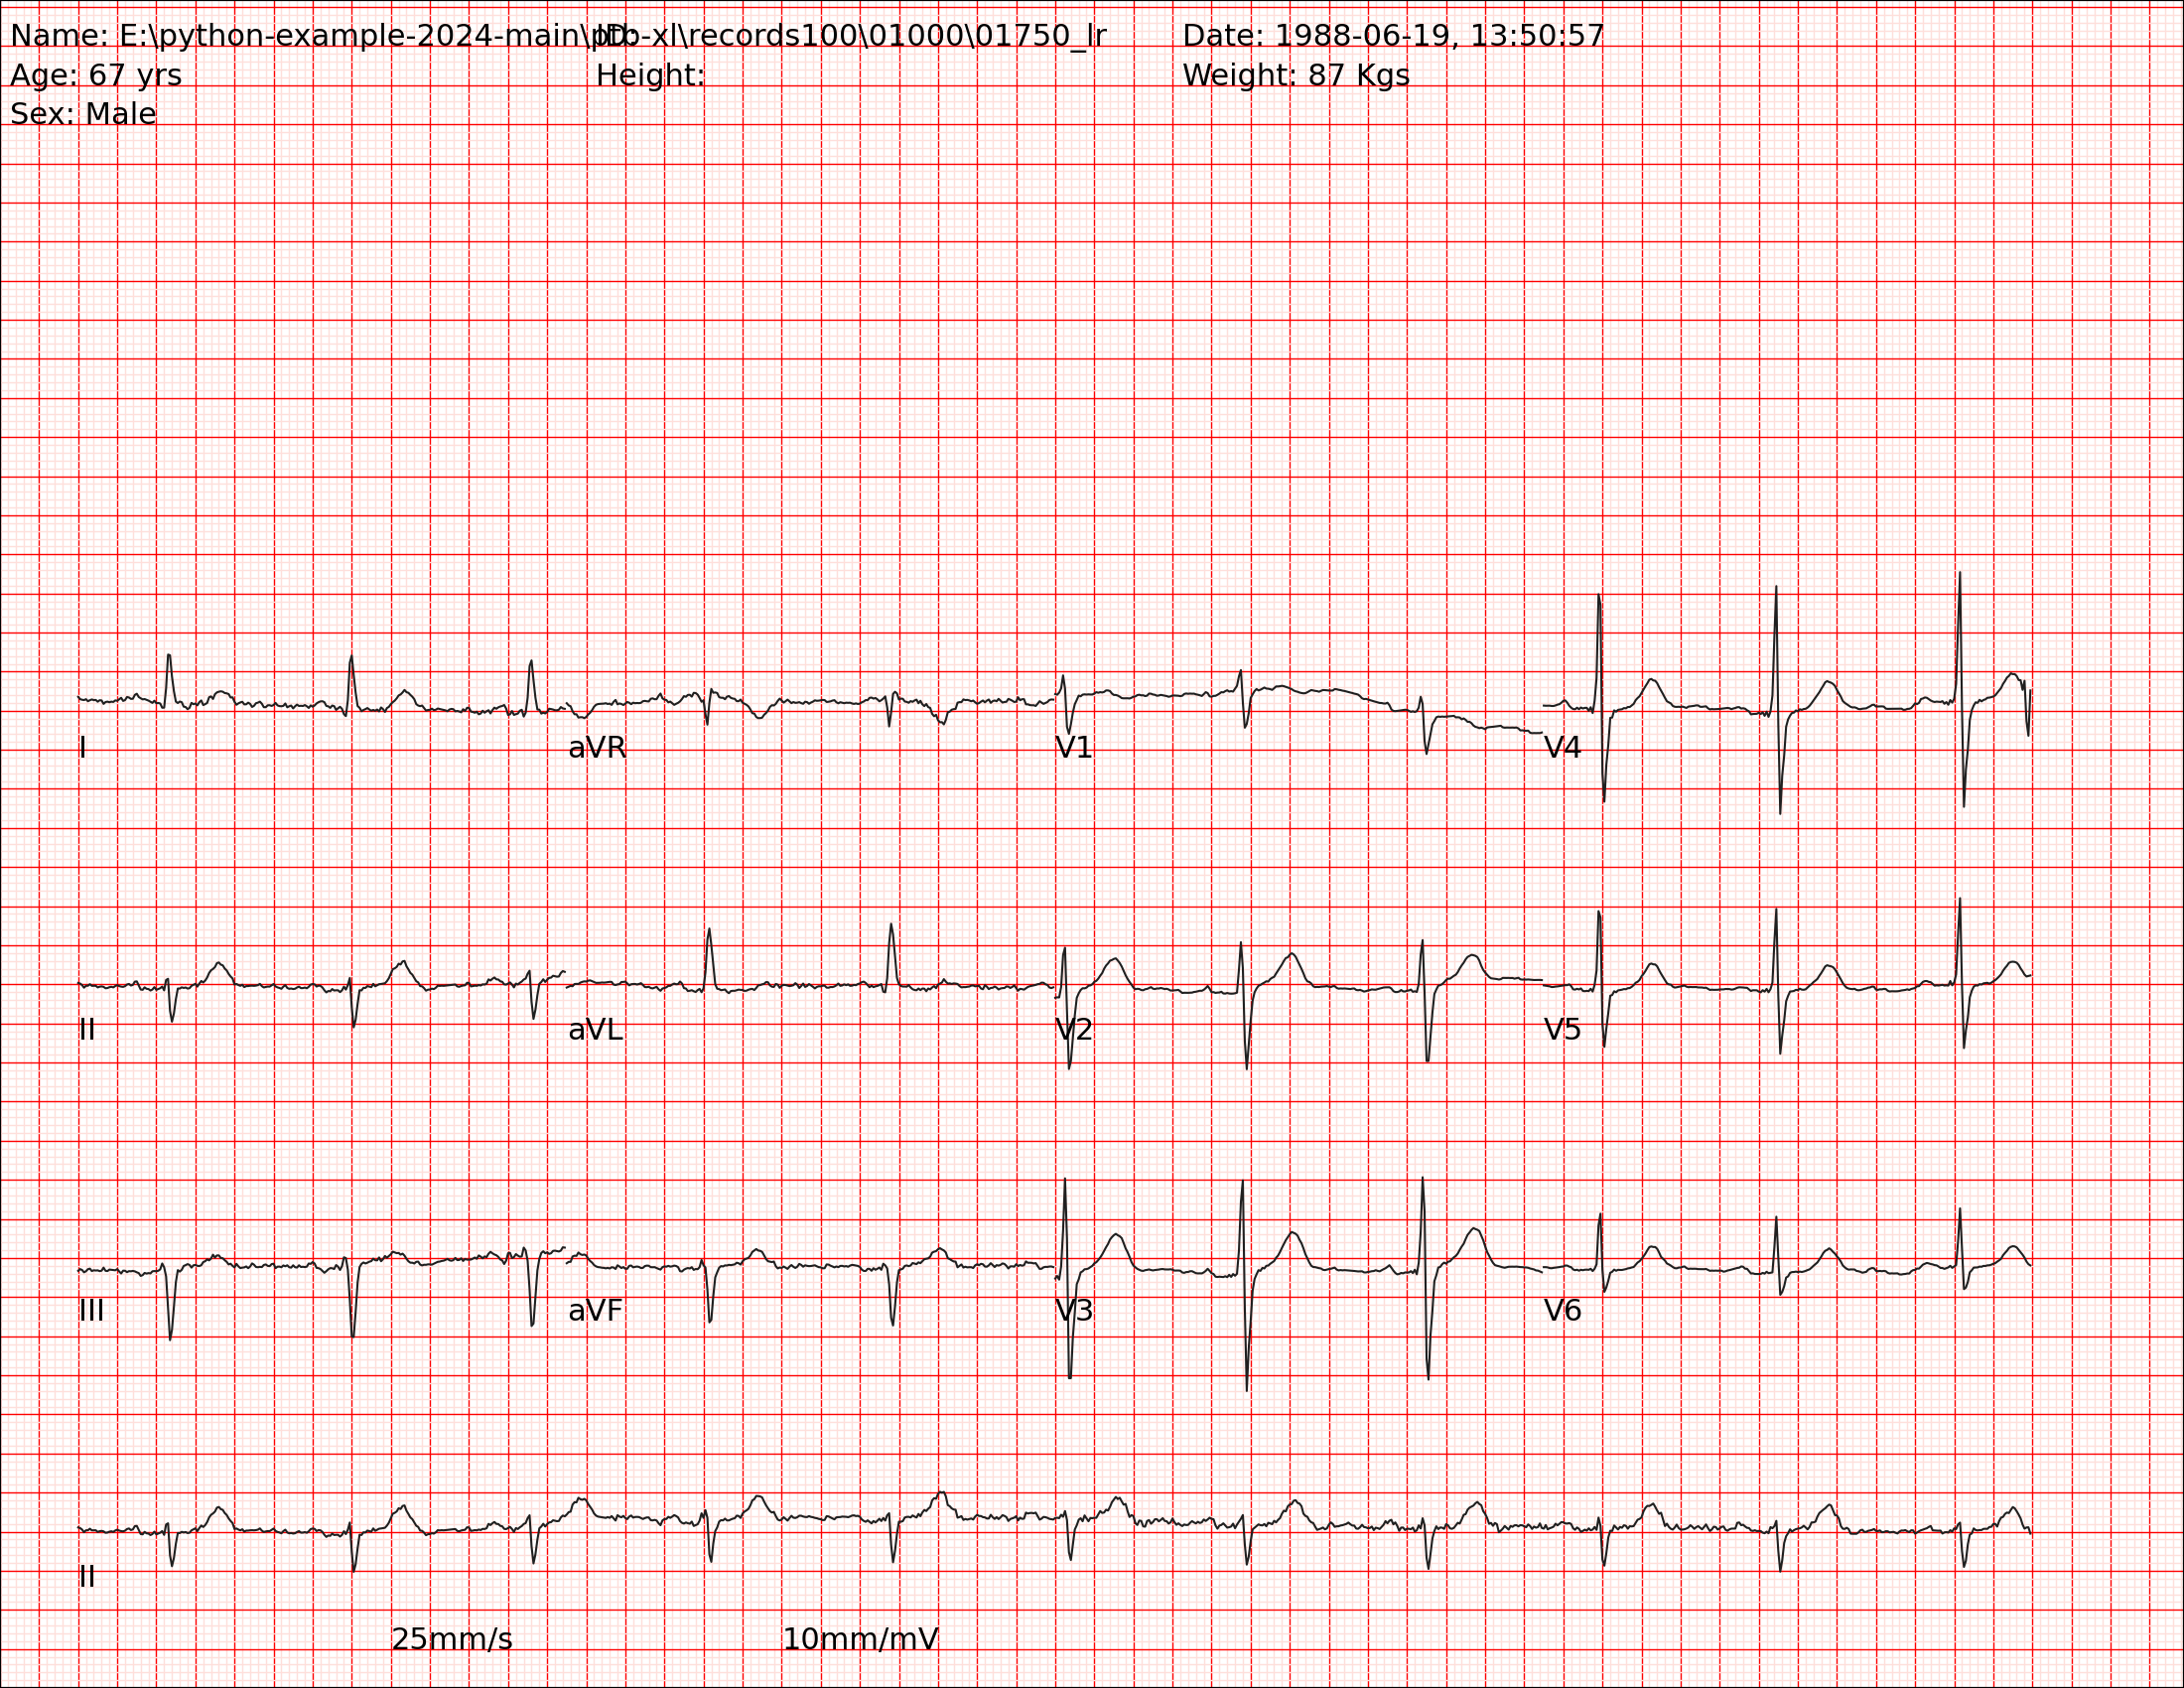 Name: E:\python-example-2024-main\ptb-xl\records100\01000\01750_lr ID: Date: 1988-06-19, 13:50:57
Age: 67 yrs Height: Weight: 87 Kgs
Sex: Male
I aVR V1 V4
II aVL V2 V5
III aVF V3 V6
II
25mm/s 10mm/mV